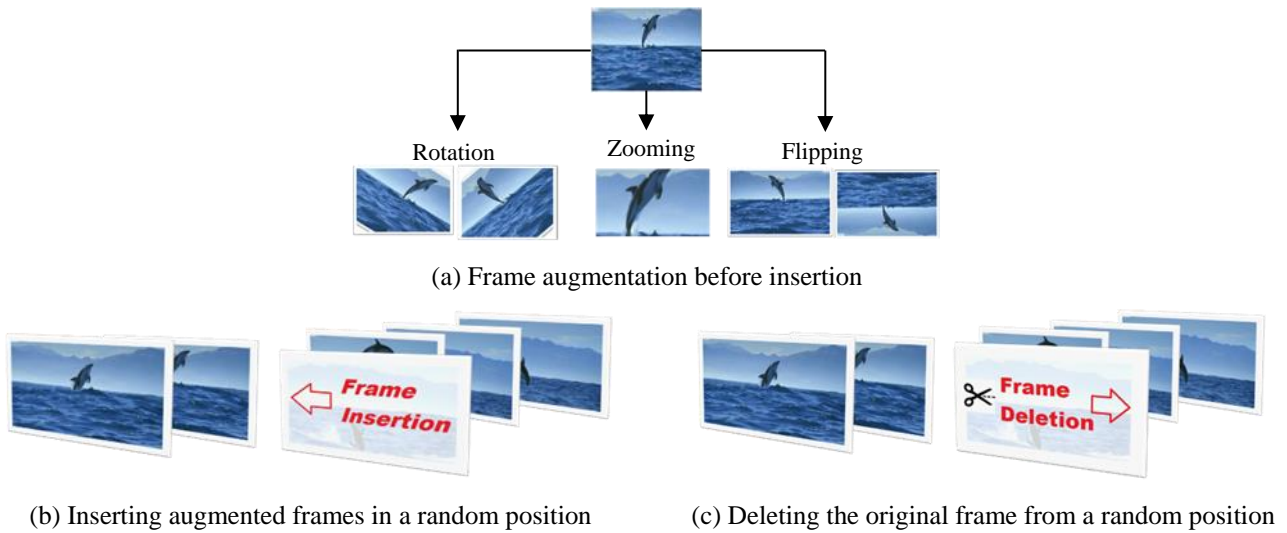 Rotation
Zooming
Flipping
(a) Frame augmentation before insertion
Frame
Insertion
Frame
Deletion
(b) Inserting augmented frames in a random position
(c) Deleting the original frame from a random position